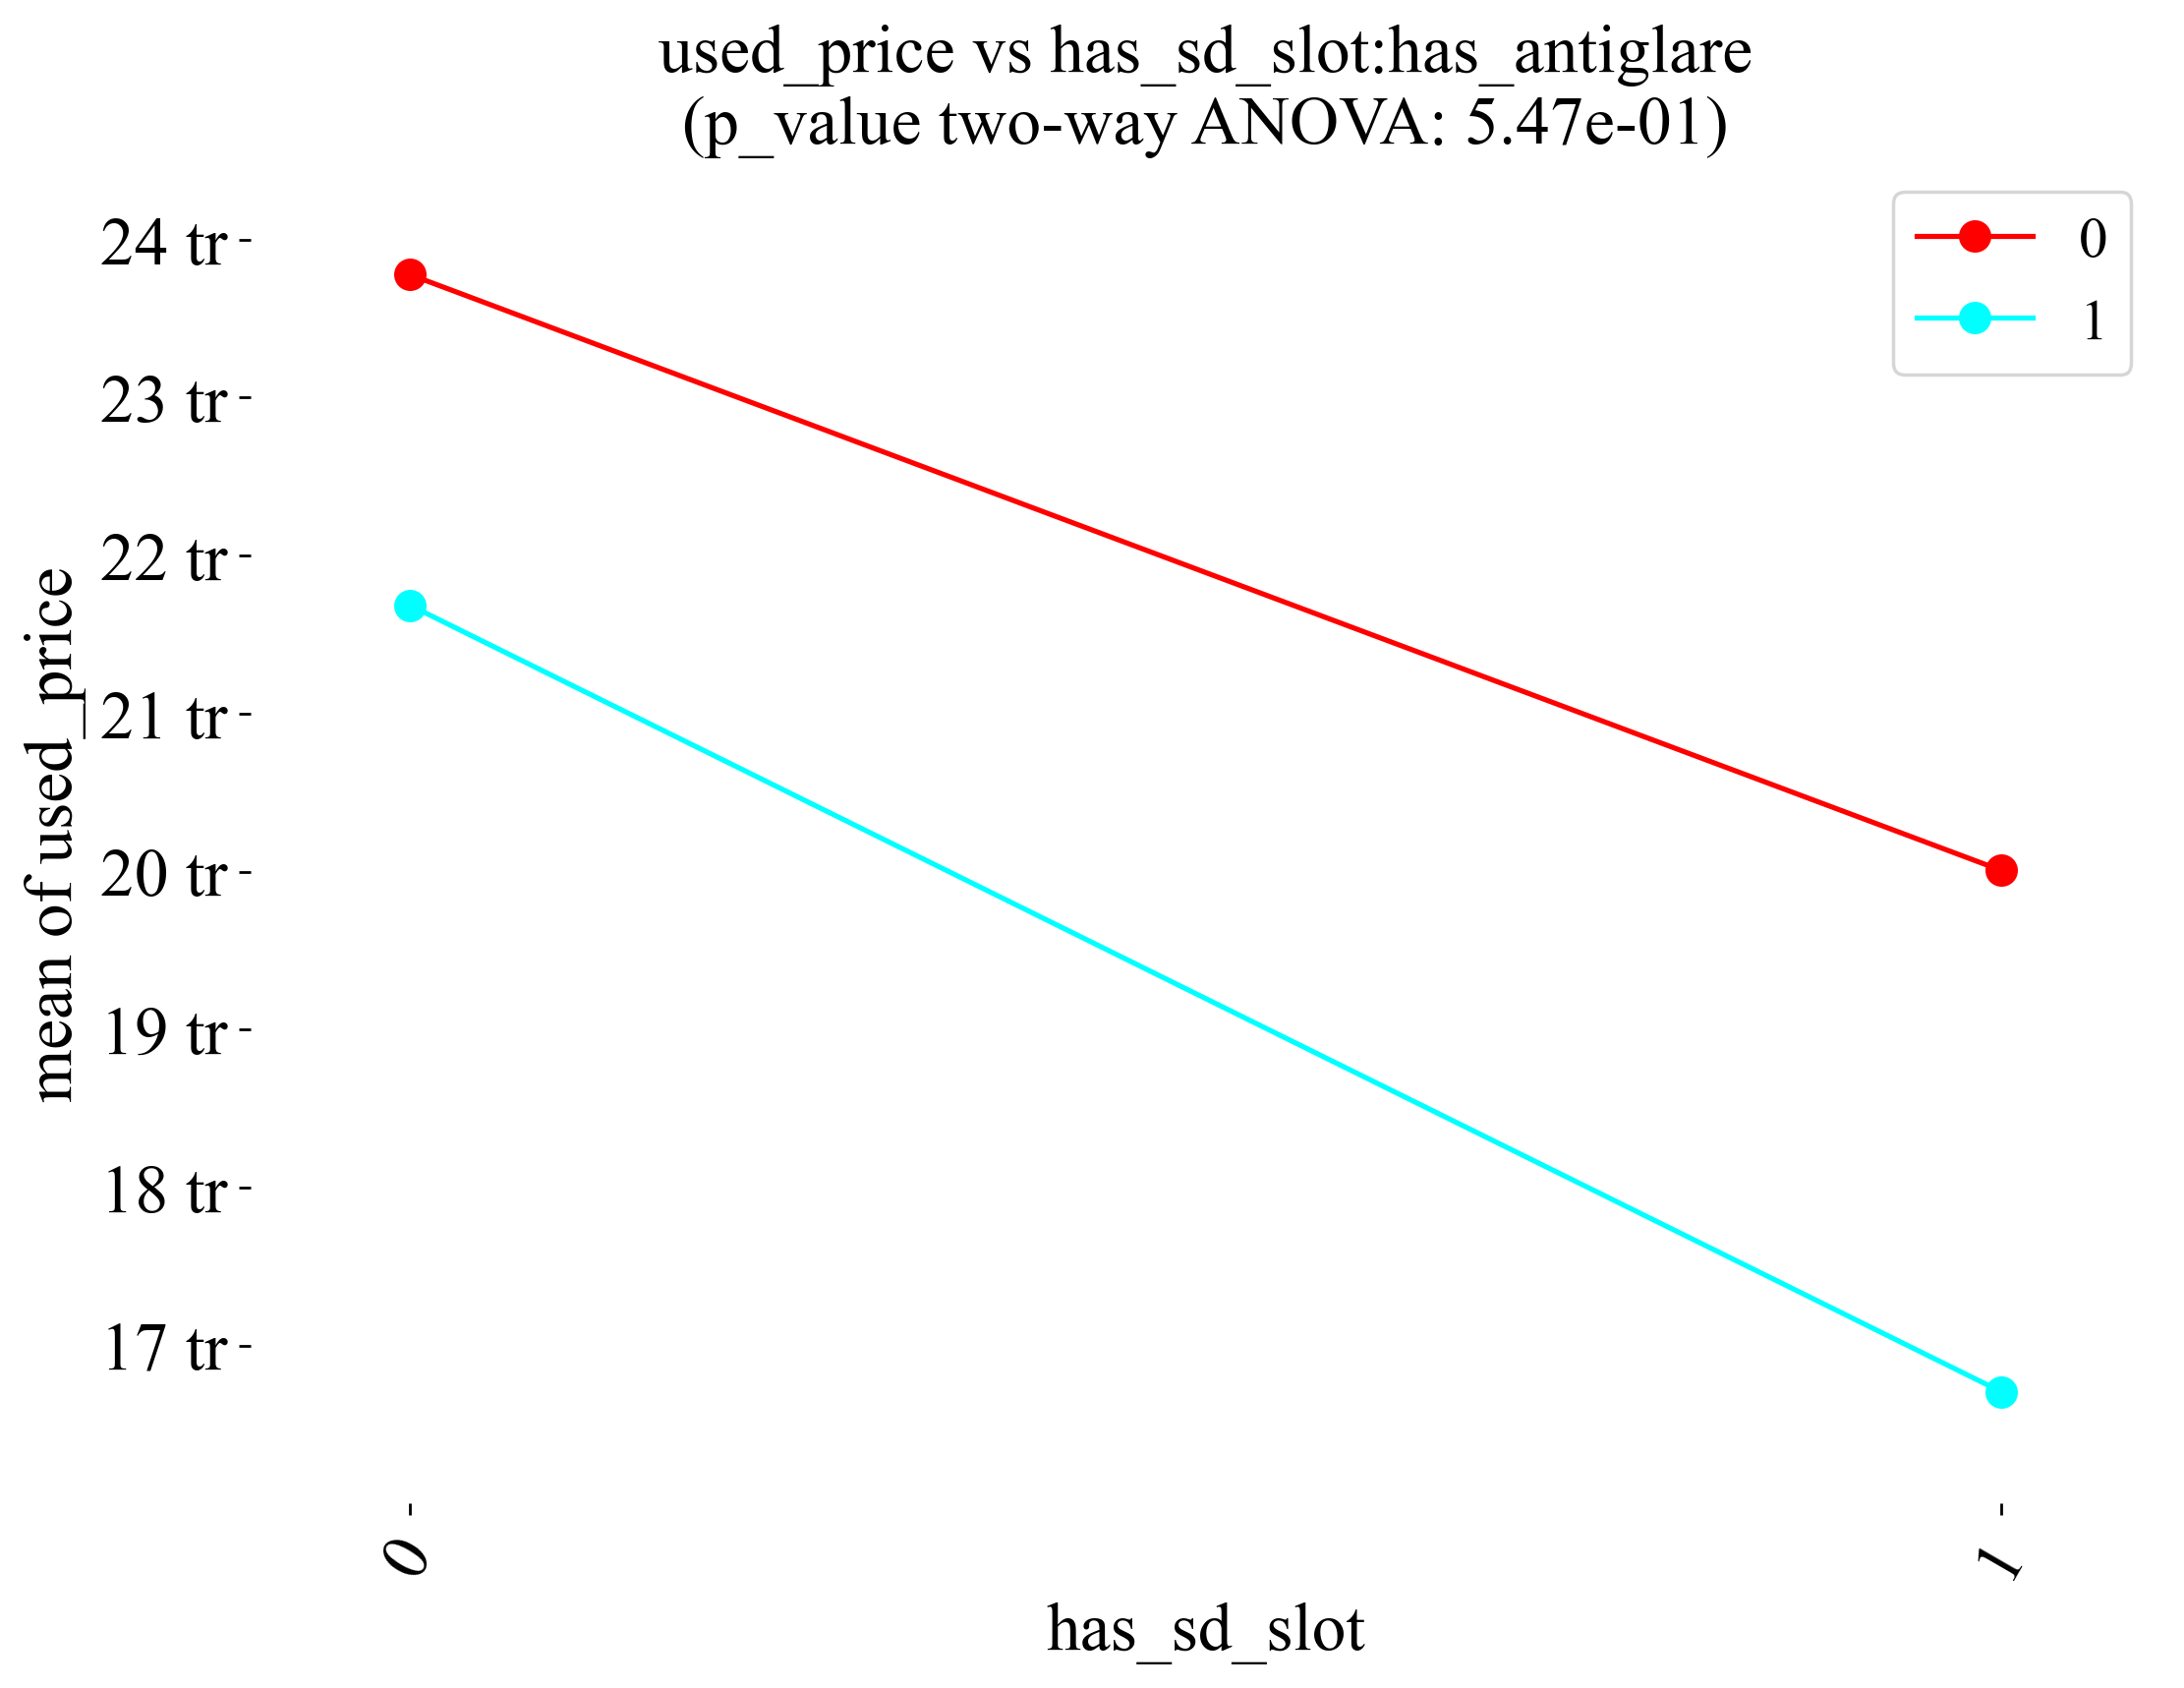 used_price vs has_sd_slot:has_antiglare
(p_value two-way ANOVA: 5.47e-01)
0
1
mean of used_price
24 tr
23 tr
22 tr
21 tr
20 tr
19 tr
18 tr
17 tr
0
1
has_sd_slot